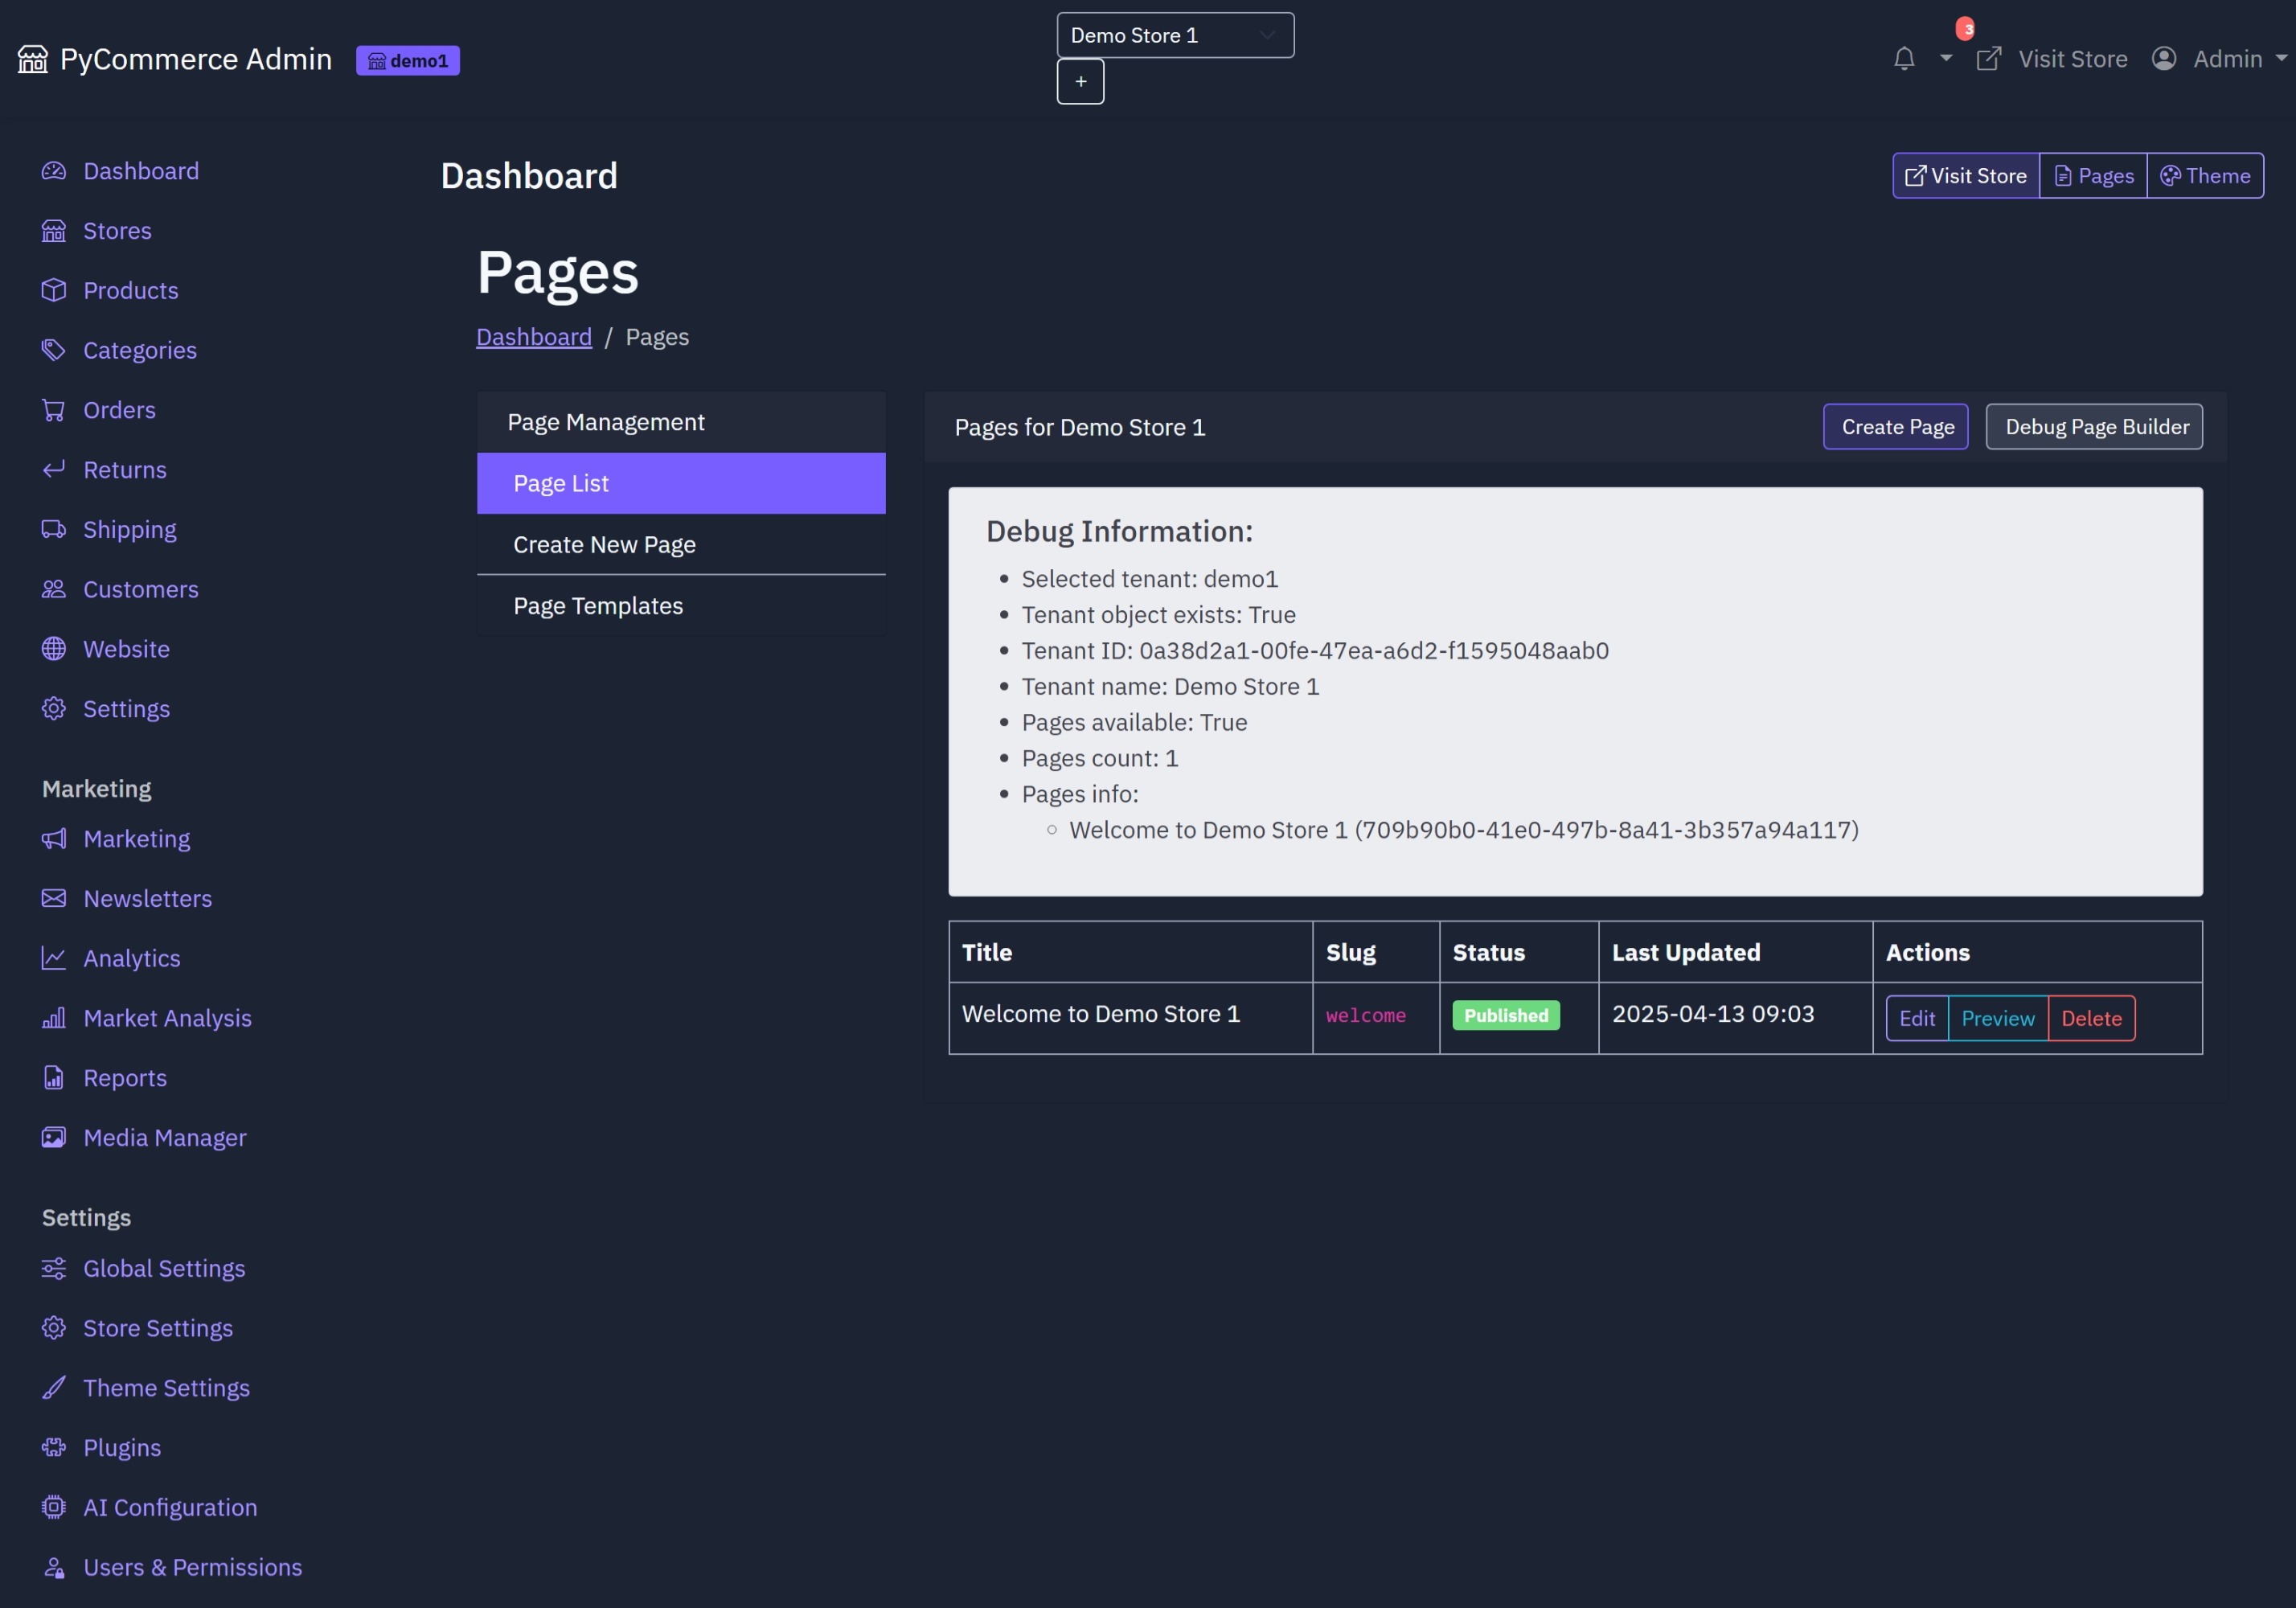 PyCommerce Admin
demo1
Demo Store 1
+
3
Visit Store
Admin
Dashboard
Stores
Products
Categories
Orders
Returns
Shipping
Customers
Website
Settings
Marketing
Marketing
Newsletters
Analytics
Market Analysis
Reports
Media Manager
Settings
Global Settings
Store Settings
Theme Settings
Plugins
AI Configuration
Users & Permissions
Dashboard
Visit Store
Pages
Theme
Pages
Dashboard / Pages
Page Management
Page List
Create New Page
Page Templates
Pages for Demo Store 1
Create Page
Debug Page Builder
Debug Information:
Selected tenant: demo1
Tenant object exists: True
Tenant ID: 0a38d2a1-00fe-47ea-a6d2-f1595048aab0
Tenant name: Demo Store 1
Pages available: True
Pages count: 1
Pages info:
Welcome to Demo Store 1 (709b90b0-41e0-497b-8a41-3b357a94a117)
Title Slug Status Last Updated Actions
Welcome to Demo Store 1 welcome Published 2025-04-13 09:03 Edit Preview Delete